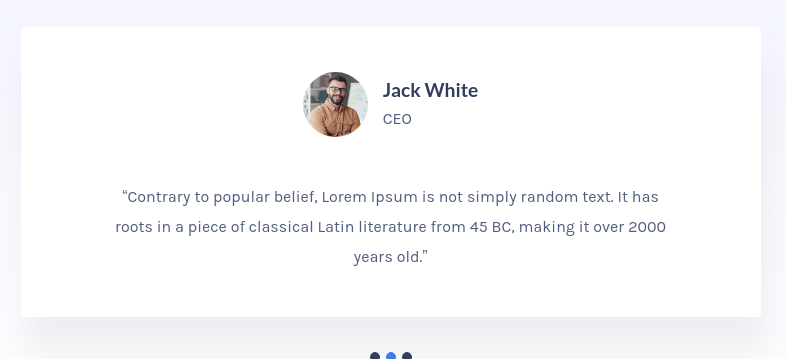 Jack White
CEO
“Contrary to popular belief, Lorem Ipsum is not simply random text. It has
roots in a piece of classical Latin literature from 45 BC, making it over 2000
years old.”